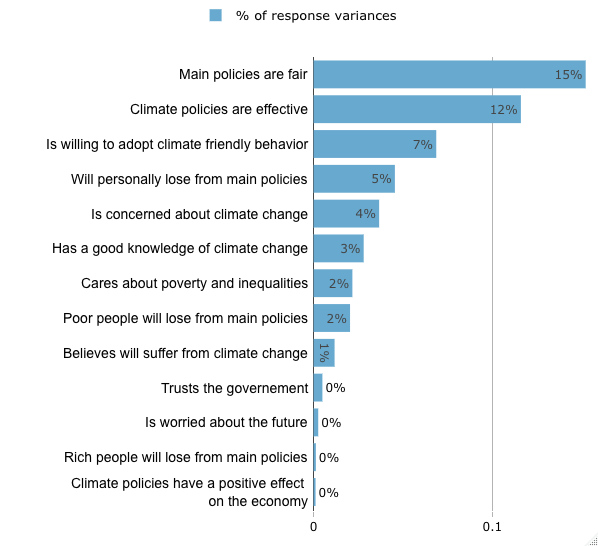 % of response variances
Main policies are fair
15%
Climate policies are effective
12%
Is willing to adopt climate friendly behavior
7%
Will personally lose from main policies
5%
Is concerned about climate change
4%
Has a good knowledge of climate change
3%
Cares about poverty and inequalities
2%
Poor people will lose from main policies
2%
Believes will suffer from climate change
1%
Trusts the governement
0%
Is worried about the future
0%
Rich people will lose from main policies
0%
Climate policies have a positive effect
on the economy
0%
0
0.1